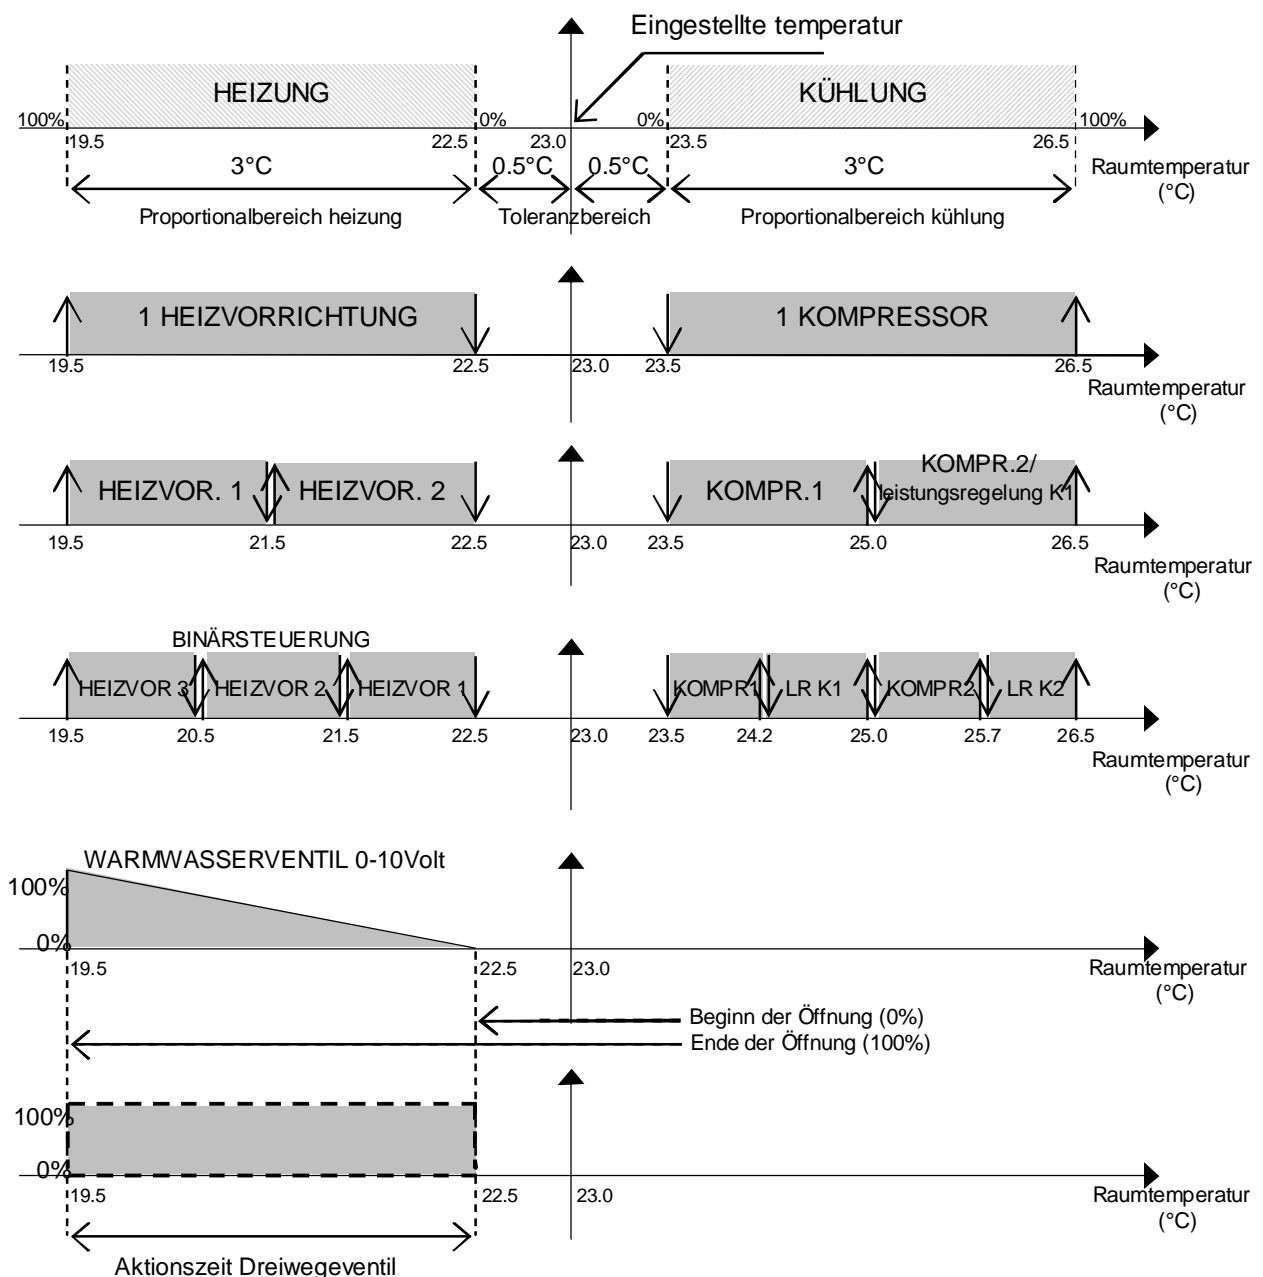 Eingestellte temperatur
HEIZUNG
KÜHLUNG
100%
0%
0%
100%
19.5
22.5
23.0
23.5
26.5
3°C
0.5°C
0.5°C
3°C
Raumtemperatur
(°C)
Proportionalbereich heizung
Toleranzbereich
Proportionalbereich kühlung
1 HEIZVORRICHTUNG
1 KOMPRESSOR
19.5
22.5
23.0
23.5
26.5
Raumtemperatur
(°C)
HEIZVOR. 1
HEIZVOR. 2
KOMPR.1
KOMPR.2/
leistungsregelung K1
19.5
21.5
22.5
23.0
23.5
25.0
26.5
Raumtemperatur
(°C)
BINÄRSTEUERUNG
HEIZVOR 3
HEIZVOR 2
HEIZVOR 1
KOMPR1
LR K1
KOMPR2
LR K2
19.5
20.5
21.5
22.5
23.0
23.5
24.2
25.0
25.7
26.5
Raumtemperatur
(°C)
WARMWASSERVENTIL 0-10Volt
100%
0%
19.5
22.5
23.0
Raumtemperatur
(°C)
Beginn der Öffnung (0%)
Ende der Öffnung (100%)
100%
0%
19.5
22.5
23.0
Raumtemperatur
(°C)
Aktionszeit Dreiwegeventil